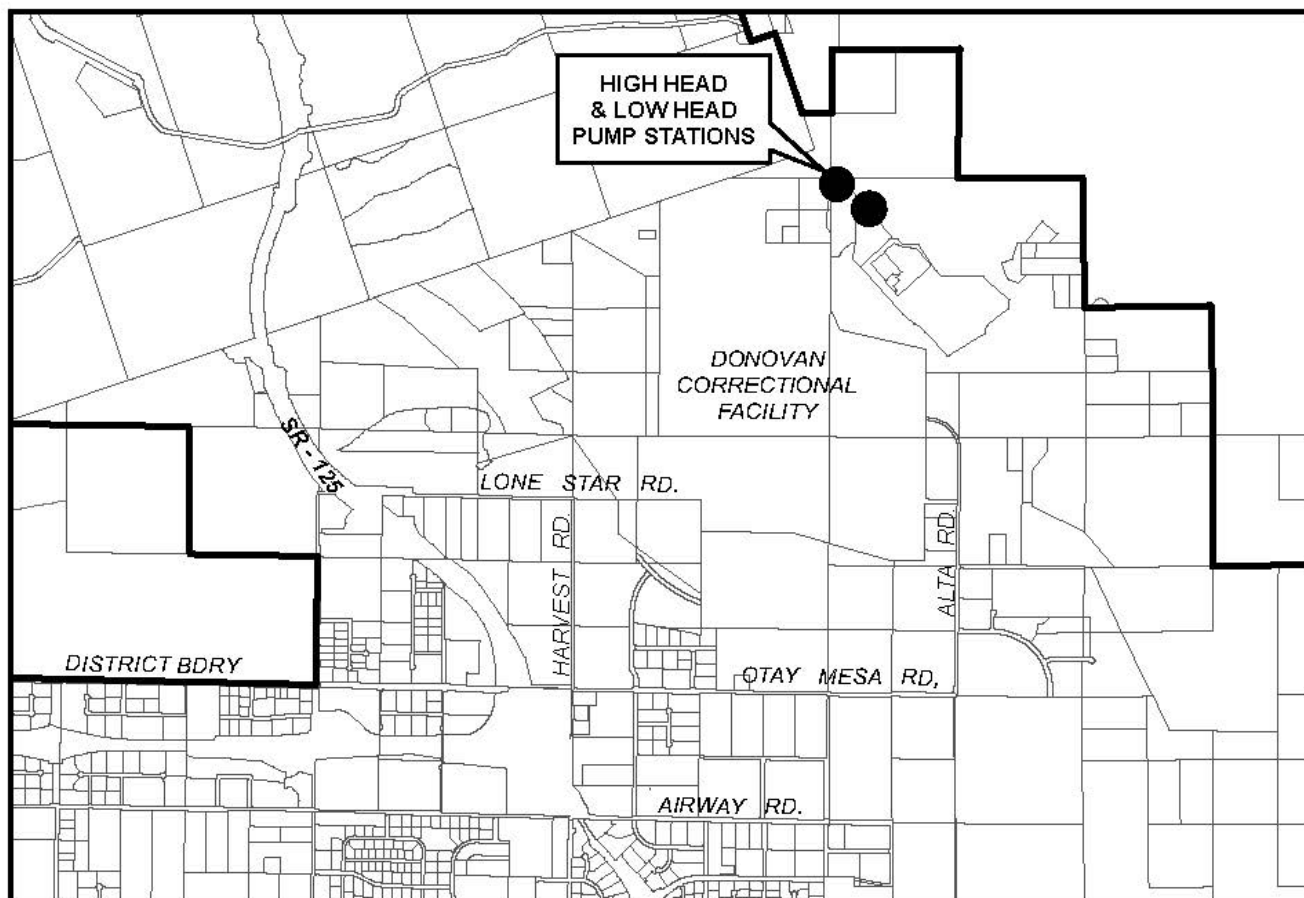 HIGH HEAD
& LOW HEAD
PUMP STATIONS
DONOVAN
CORRECTIONAL
FACILITY
SR - 125
LONE STAR RD.
HARVEST RD.
ALTA RD.
DISTRICT BDRY
OTAY MESA RD,
AIRWAY RD.